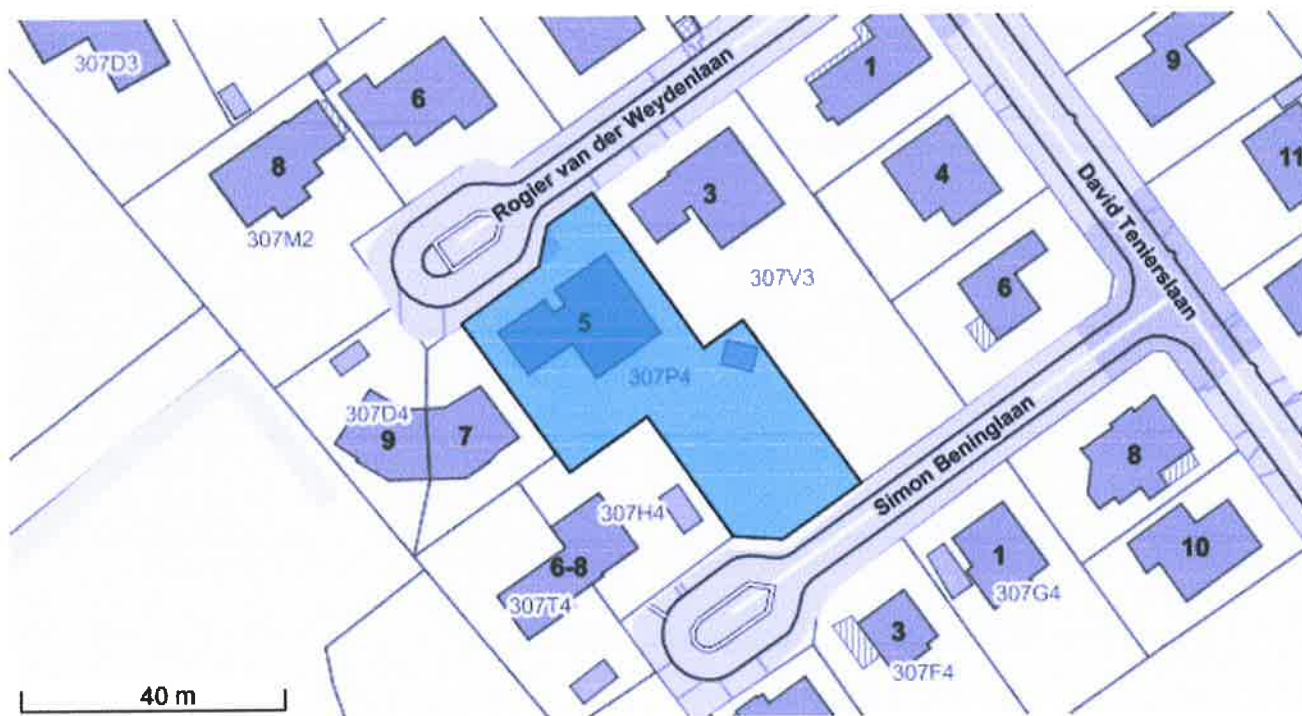 307D3
6
8
307M2
Rogier van der Weydenlaan
1
3
4
9
11
David Tenierslaan
307V3
6
5
307P4
307D4
9
7
Simon Beninglaan
307H4
6-8
307T4
8
10
1
307G4
3
307F4
40 m